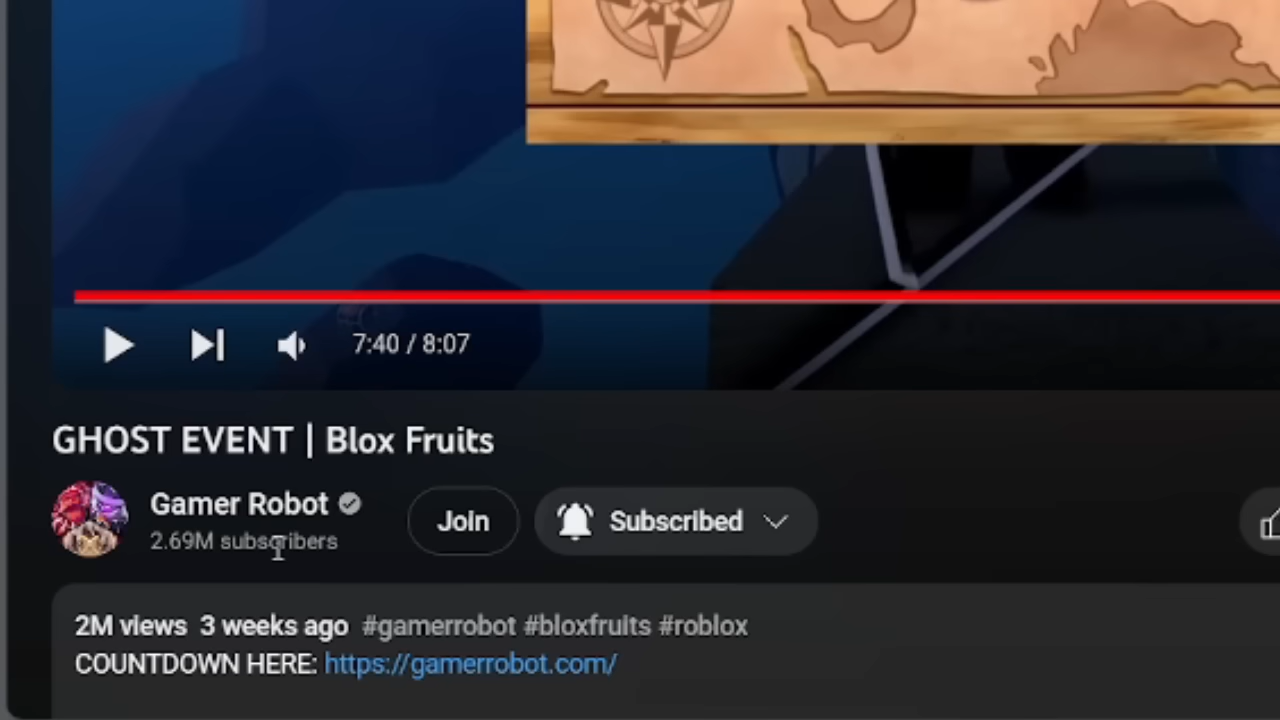 7:40 / 8:07
GHOST EVENT | Blox Fruits
Gamer Robot
2.69M subscribers
Join
Subscribed
2M views 3 weeks ago #gamerrobot #bloxfruits #roblox
COUNTDOWN HERE: https://gamerrobot.com/